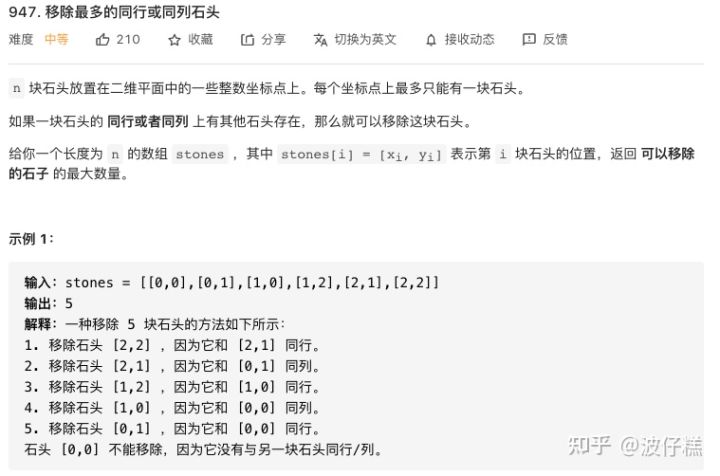 947. 移除最多的同行或同列石头
难度 中等 210 收藏 分享 切换为英文 接收动态 反馈
n 块石头放置在二维平面中的一些整数坐标点上。每个坐标点上最多只能有一块石头。
如果一块石头的 同行或者同列 上有其他石头存在，那么就可以移除这块石头。
给你一个长度为 n 的数组 stones ，其中 stones[i] = [xi, yi] 表示第 i 块石头的位置，返回 可以移除
的石子 的最大数量。
示例 1：
输入：stones = [[0,0],[0,1],[1,0],[1,2],[2,1],[2,2]]
输出：5
解释：一种移除 5 块石头的方法如下所示：
1. 移除石头 [2,2] ，因为它和 [2,1] 同行。
2. 移除石头 [2,1] ，因为它和 [0,1] 同列。
3. 移除石头 [1,2] ，因为它和 [1,0] 同行。
4. 移除石头 [1,0] ，因为它和 [0,0] 同列。
5. 移除石头 [0,1] ，因为它和 [0,0] 同行。
石头 [0,0] 不能移除，因为它没有与另一块石头同行/列。
知乎 @波仔糕